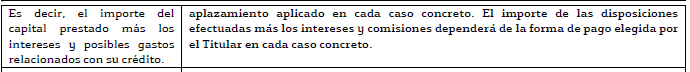 Es decir, el importe del
capital prestado más los
intereses y posibles gastos
relacionados con su crédito.
aplazamiento aplicado en cada caso concreto. El importe de las disposiciones
efectuadas más los intereses y comisiones dependerá de la forma de pago elegida por
el Titular en cada caso concreto.